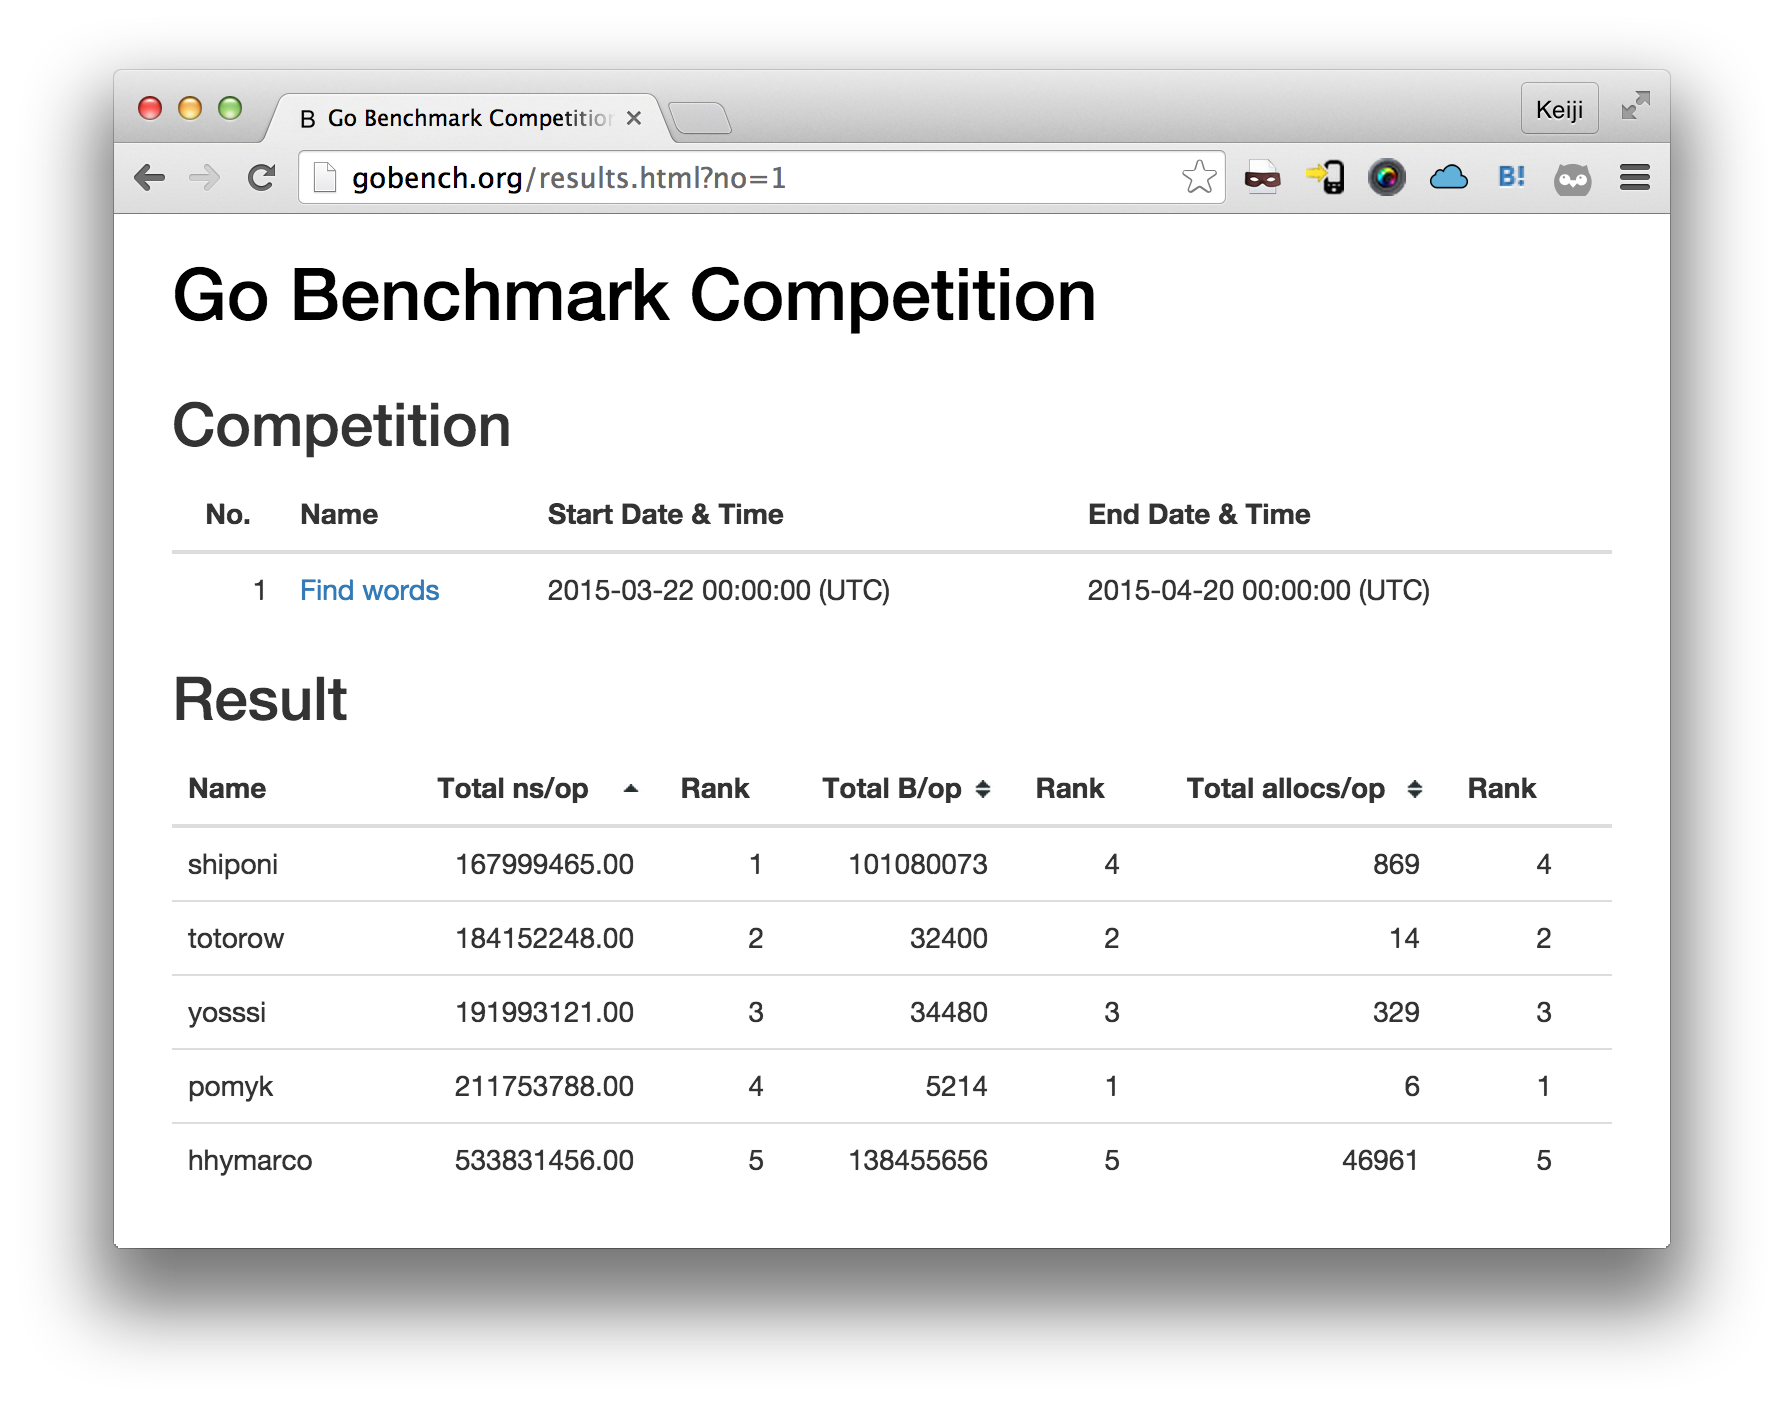 B Go Benchmark Competition
Keiji
gobench.org/results.html?no=1
B!
Go Benchmark Competition
Competition
No. Name Start Date & Time End Date & Time
1 Find words 2015-03-22 00:00:00 (UTC) 2015-04-20 00:00:00 (UTC)
Result
Name Total ns/op Rank Total B/op Rank Total allocs/op Rank
shiponi 167999465.00 1 101080073 4 869 4
totorow 184152248.00 2 32400 2 14 2
yosssi 191993121.00 3 34480 3 329 3
pomyk 211753788.00 4 5214 1 6 1
hhymarco 533831456.00 5 138455656 5 46961 5